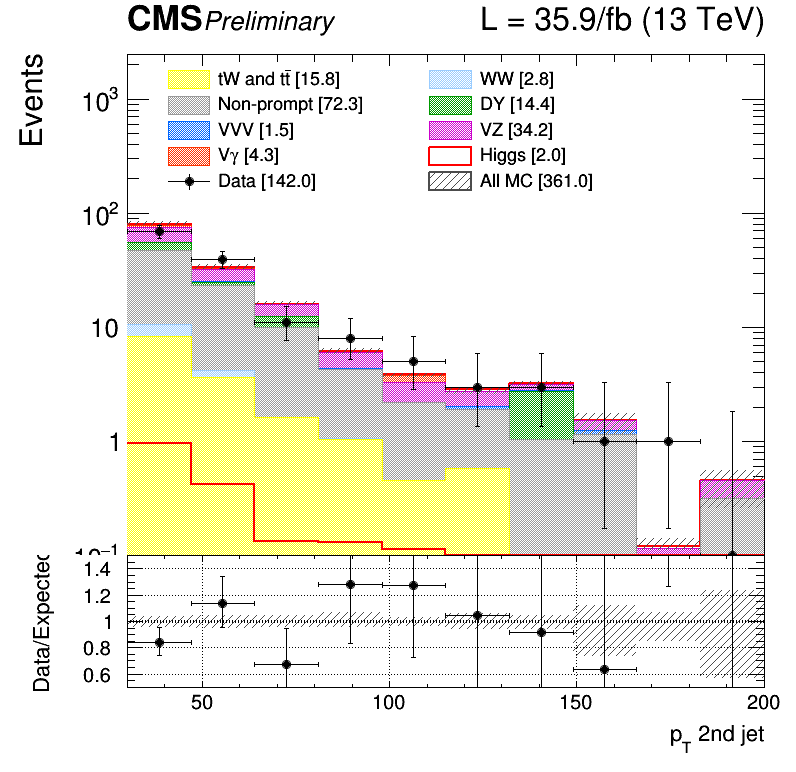 CMS Preliminary L = 35.9/fb (13 TeV)
Events
tW and tt̄ [15.8]
Non-prompt [72.3]
VVV [1.5]
Vγ [4.3]
Data [142.0]
WW [2.8]
DY [14.4]
VZ [34.2]
Higgs [2.0]
All MC [361.0]
10³
10²
10
1
10⁻¹
Data/Expected
1.4
1.2
1
0.8
0.6
50 100 150 200
p_T 2nd jet